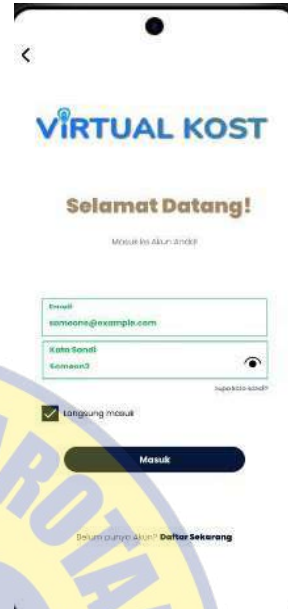 VIRTUAL KOST
Selamat Datang!
Masuk ke Akun Anda!
Email
someone@example.com
Kata Sandi
Someon3
Lupa kata sandi?
Langsung masuk
Masuk
Belum punya Akun? Daftar Sekarang